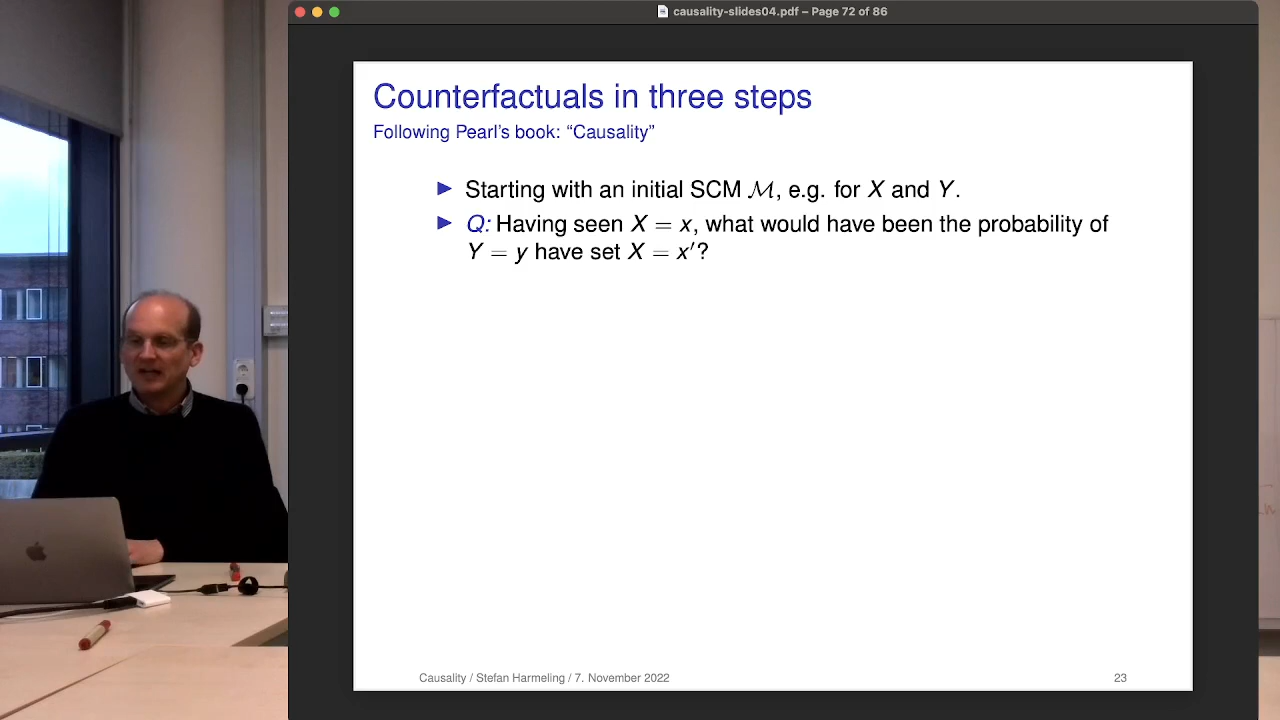 causality-slides04.pdf – Page 72 of 86
Counterfactuals in three steps
Following Pearl's book: “Causality”
Starting with an initial SCM ℳ, e.g. for X and Y.
Q: Having seen X = x, what would have been the probability of
Y = y have set X = x′?
Causality / Stefan Harmeling / 7. November 2022
23